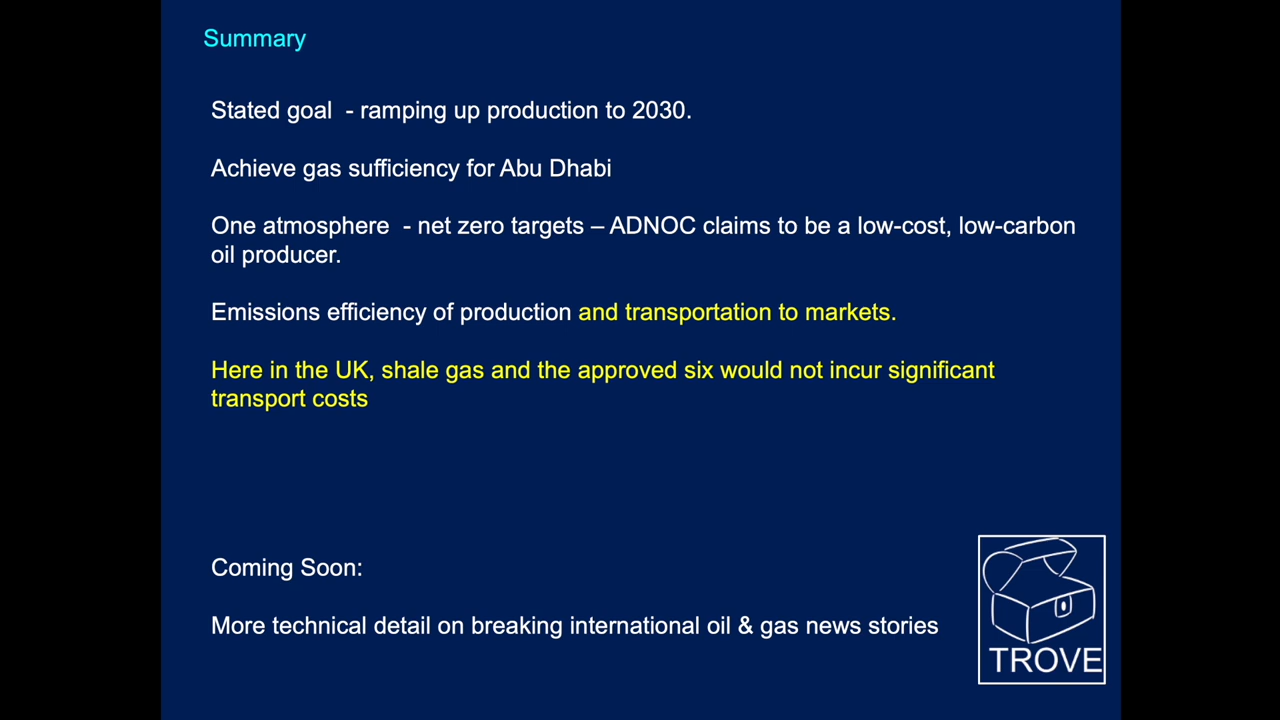 Summary
Stated goal  - ramping up production to 2030.
Achieve gas sufficiency for Abu Dhabi
One atmosphere  - net zero targets – ADNOC claims to be a low-cost, low-carbon
oil producer.
Emissions efficiency of production and transportation to markets.
Here in the UK, shale gas and the approved six would not incur significant
transport costs
Coming Soon:
More technical detail on breaking international oil & gas news stories
TROVE